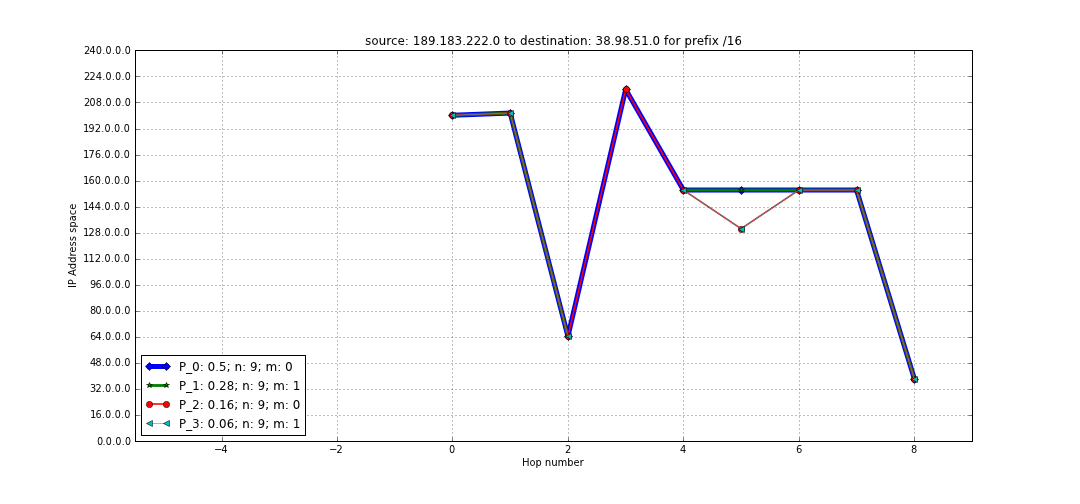 source: 189.183.222.0 to destination: 38.98.51.0 for prefix /16
240.0.0.0
224.0.0.0
208.0.0.0
192.0.0.0
176.0.0.0
160.0.0.0
144.0.0.0
128.0.0.0
112.0.0.0
96.0.0.0
80.0.0.0
64.0.0.0
48.0.0.0
32.0.0.0
16.0.0.0
0.0.0.0
IP Address space
P_0: 0.5; n: 9; m: 0
P_1: 0.28; n: 9; m: 1
P_2: 0.16; n: 9; m: 0
P_3: 0.06; n: 9; m: 1
−4 −2 0 2 4 6 8
Hop number